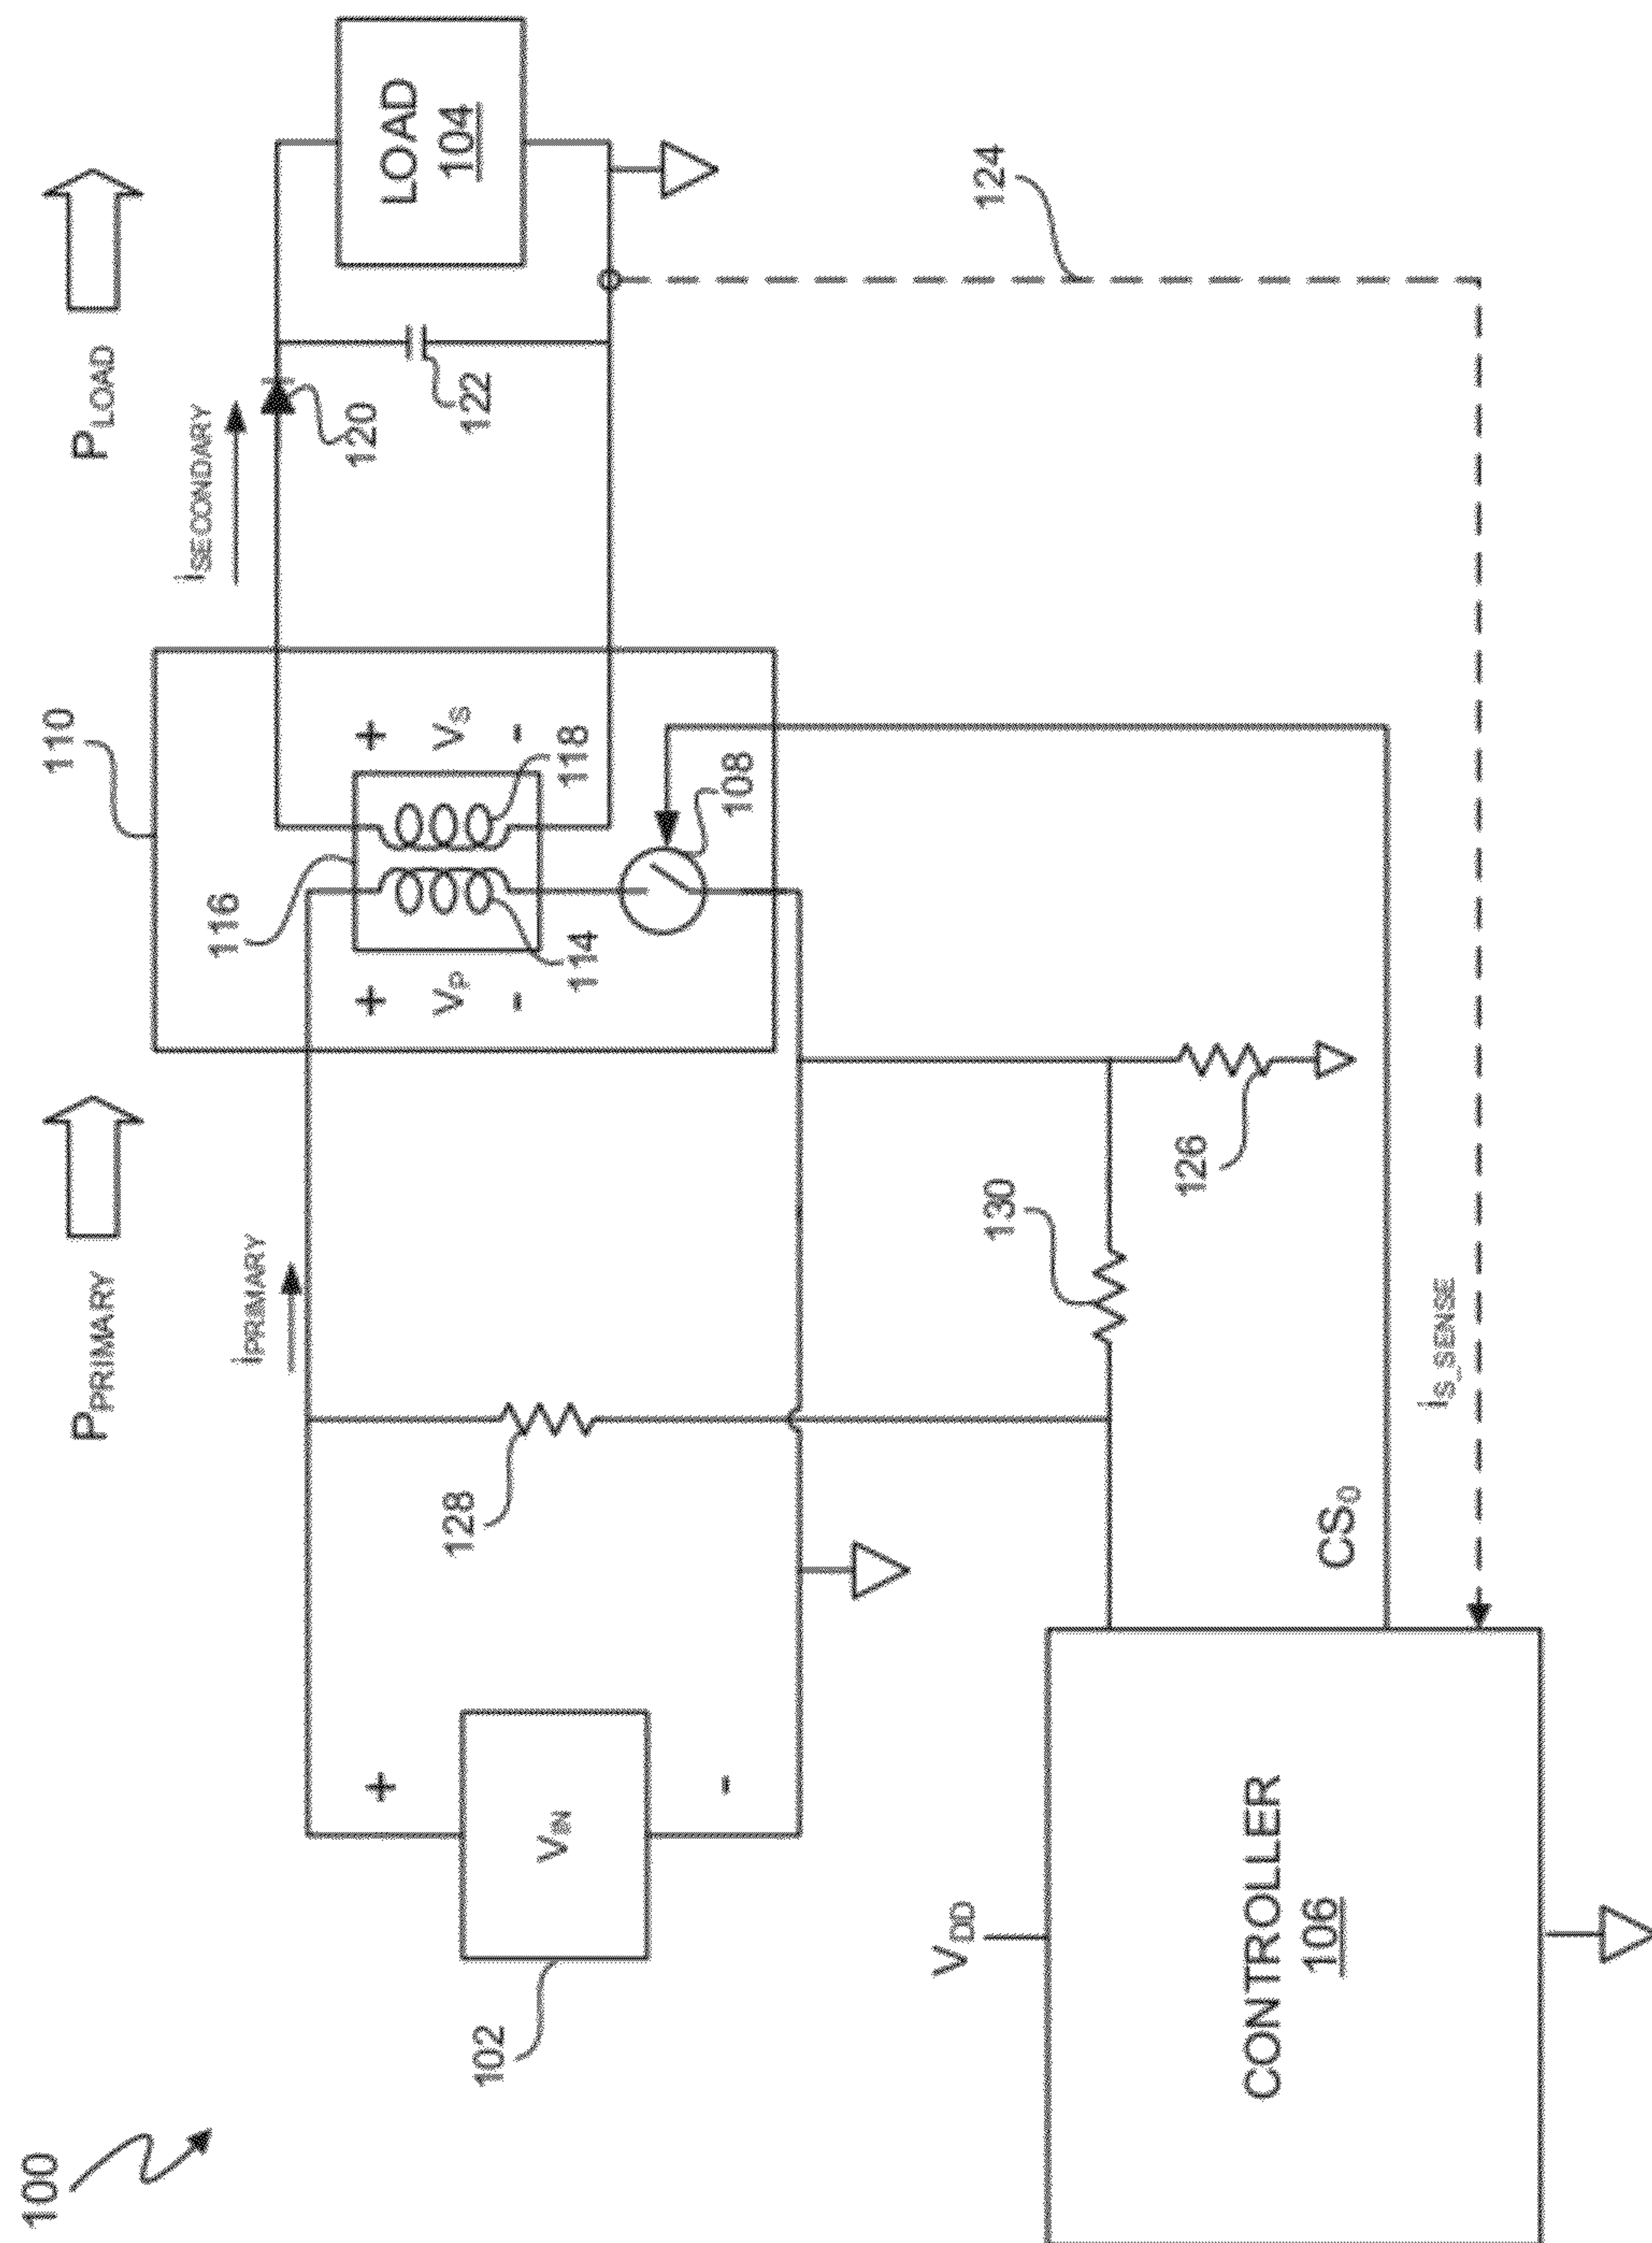 100
P_PRIMARY
P_LOAD
110
i_PRIMARY
i_SECONDARY
116
102
V_IN
+
-
128
+
V_P
-
114
+
V_S
-
118
108
120
122
LOAD
104
130
126
124
V_DD
CONTROLLER
106
CS_0
i_S_SENSE